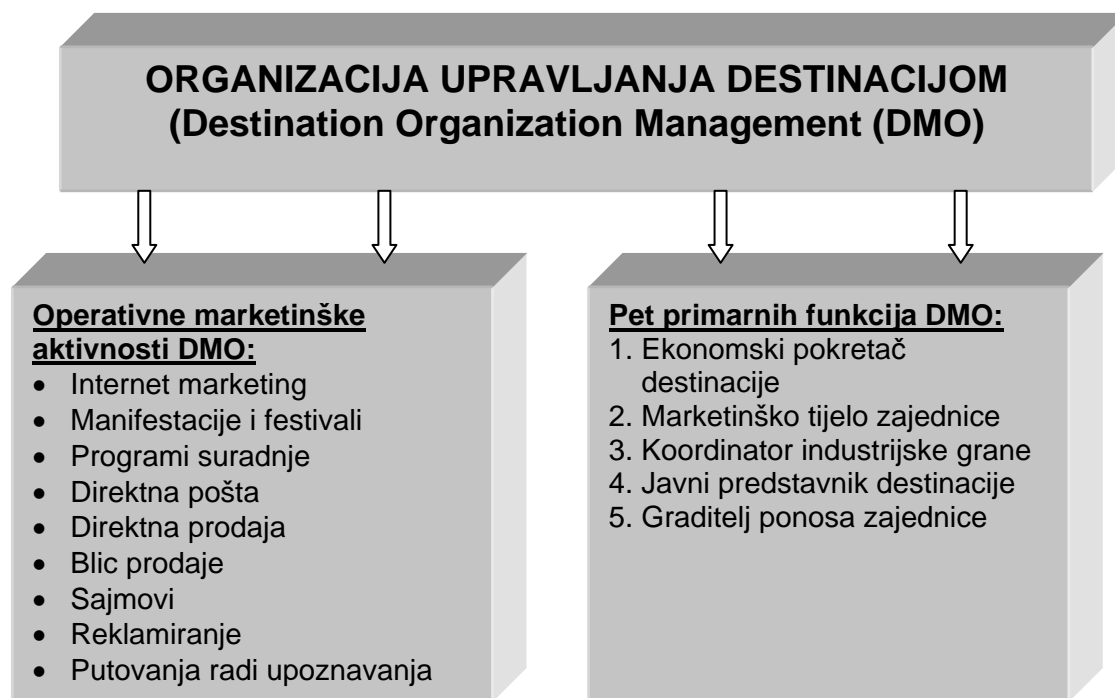 ORGANIZACIJA UPRAVLJANJA DESTINACIJOM
(Destination Organization Management (DMO)
Operativne marketinške
aktivnosti DMO:
• Internet marketing
• Manifestacije i festivali
• Programi suradnje
• Direktna pošta
• Direktna prodaja
• Blic prodaje
• Sajmovi
• Reklamiranje
• Putovanja radi upoznavanja
Pet primarnih funkcija DMO:
1. Ekonomski pokretač
destinacije
2. Marketinško tijelo zajednice
3. Koordinator industrijske grane
4. Javni predstavnik destinacije
5. Graditelj ponosa zajednice